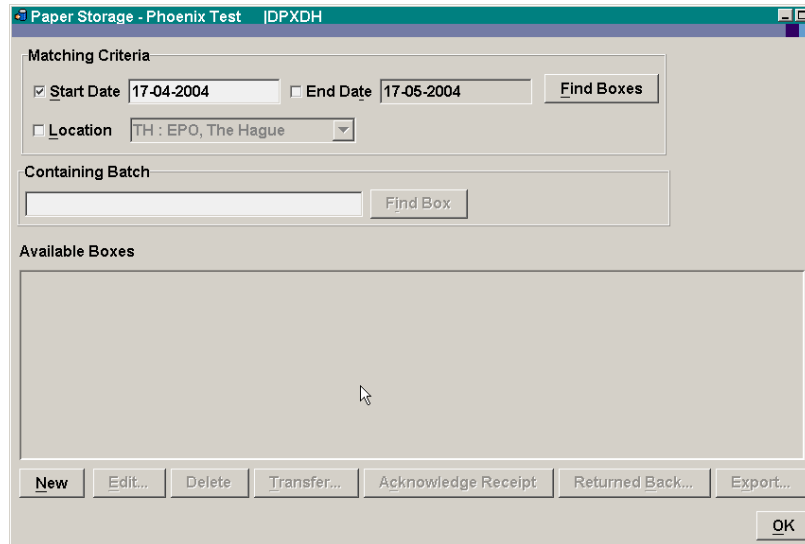 Paper Storage - Phoenix Test |DPXDH
Matching Criteria
Start Date 17-04-2004 End Date 17-05-2004 Find Boxes
Location TH : EPO, The Hague
Containing Batch
Find Box
Available Boxes
New Edit... Delete Transfer... Acknowledge Receipt Returned Back... Export...
OK